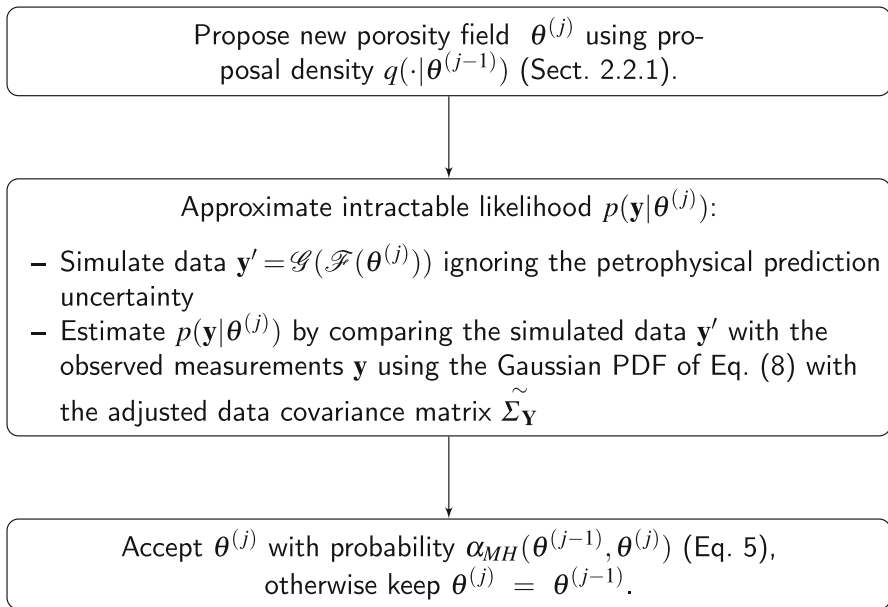 Propose new porosity field θ^(j) using pro-
posal density q(·|θ^(j−1)) (Sect. 2.2.1).
Approximate intractable likelihood p(y|θ^(j)):
– Simulate data y′ = 𝒢(ℱ(θ^(j))) ignoring the petrophysical prediction
uncertainty
– Estimate p(y|θ^(j)) by comparing the simulated data y′ with the
observed measurements y using the Gaussian PDF of Eq. (8) with
the adjusted data covariance matrix Σ̃_Y
Accept θ^(j) with probability α_MH(θ^(j−1), θ^(j)) (Eq. 5),
otherwise keep θ^(j) = θ^(j−1).